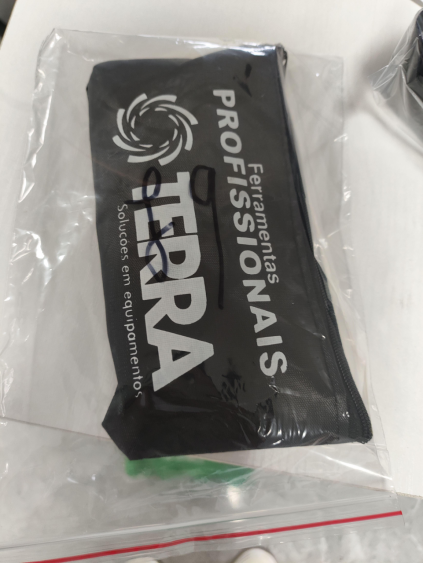 Ferramentas
PROFISSIONAIS
TERRA
Soluções em equipamentos